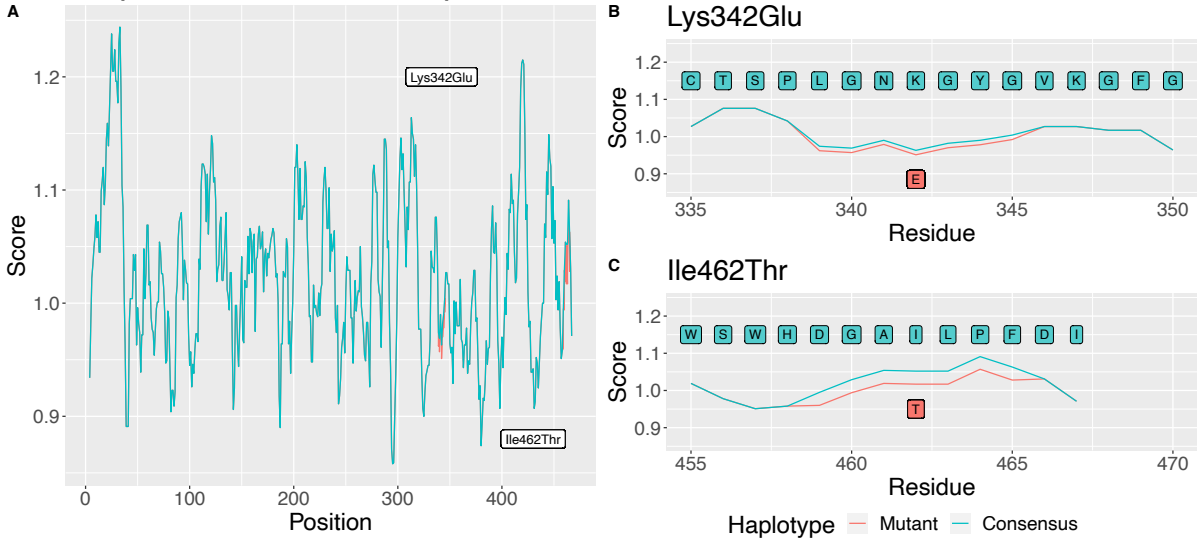 A
Score
1.2
1.1
1.0
0.9
Lys342Glu
Ile462Thr
0 100 200 300 400
Position
B
Lys342Glu
Score
1.2
1.1
1.0
0.9
C T S P L G N K G Y G V K G F G
E
335 340 345 350
Residue
C
Ile462Thr
Score
1.2
1.1
1.0
0.9
W S W H D G A I L P F D I
T
455 460 465 470
Residue
Haplotype Mutant Consensus